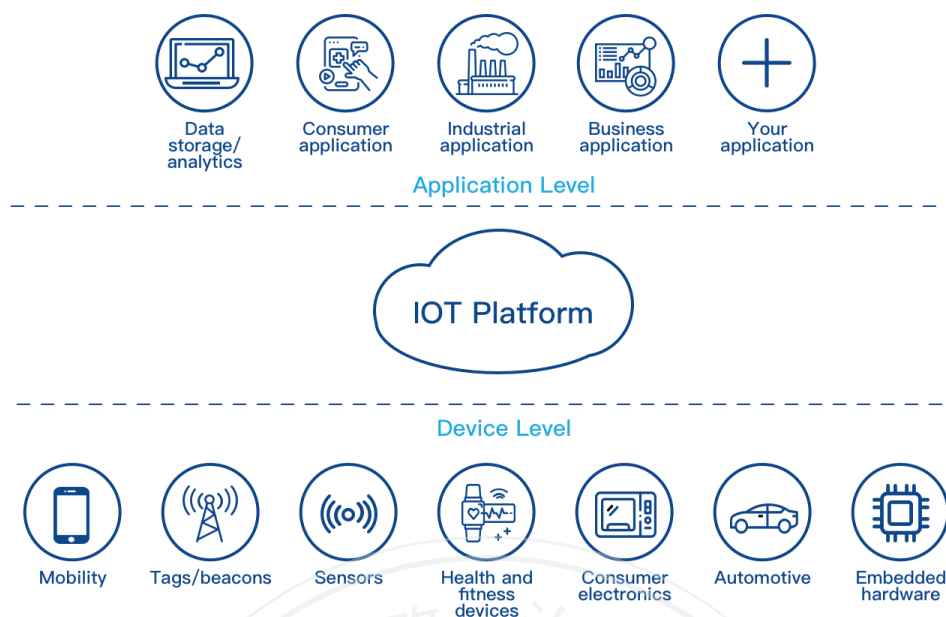 Data
storage/
analytics
Consumer
application
Industrial
application
Business
application
Your
application
Application Level
IOT Platform
Device Level
Mobility
Tags/beacons
Sensors
Health and
fitness
devices
Consumer
electronics
Automotive
Embedded
hardware